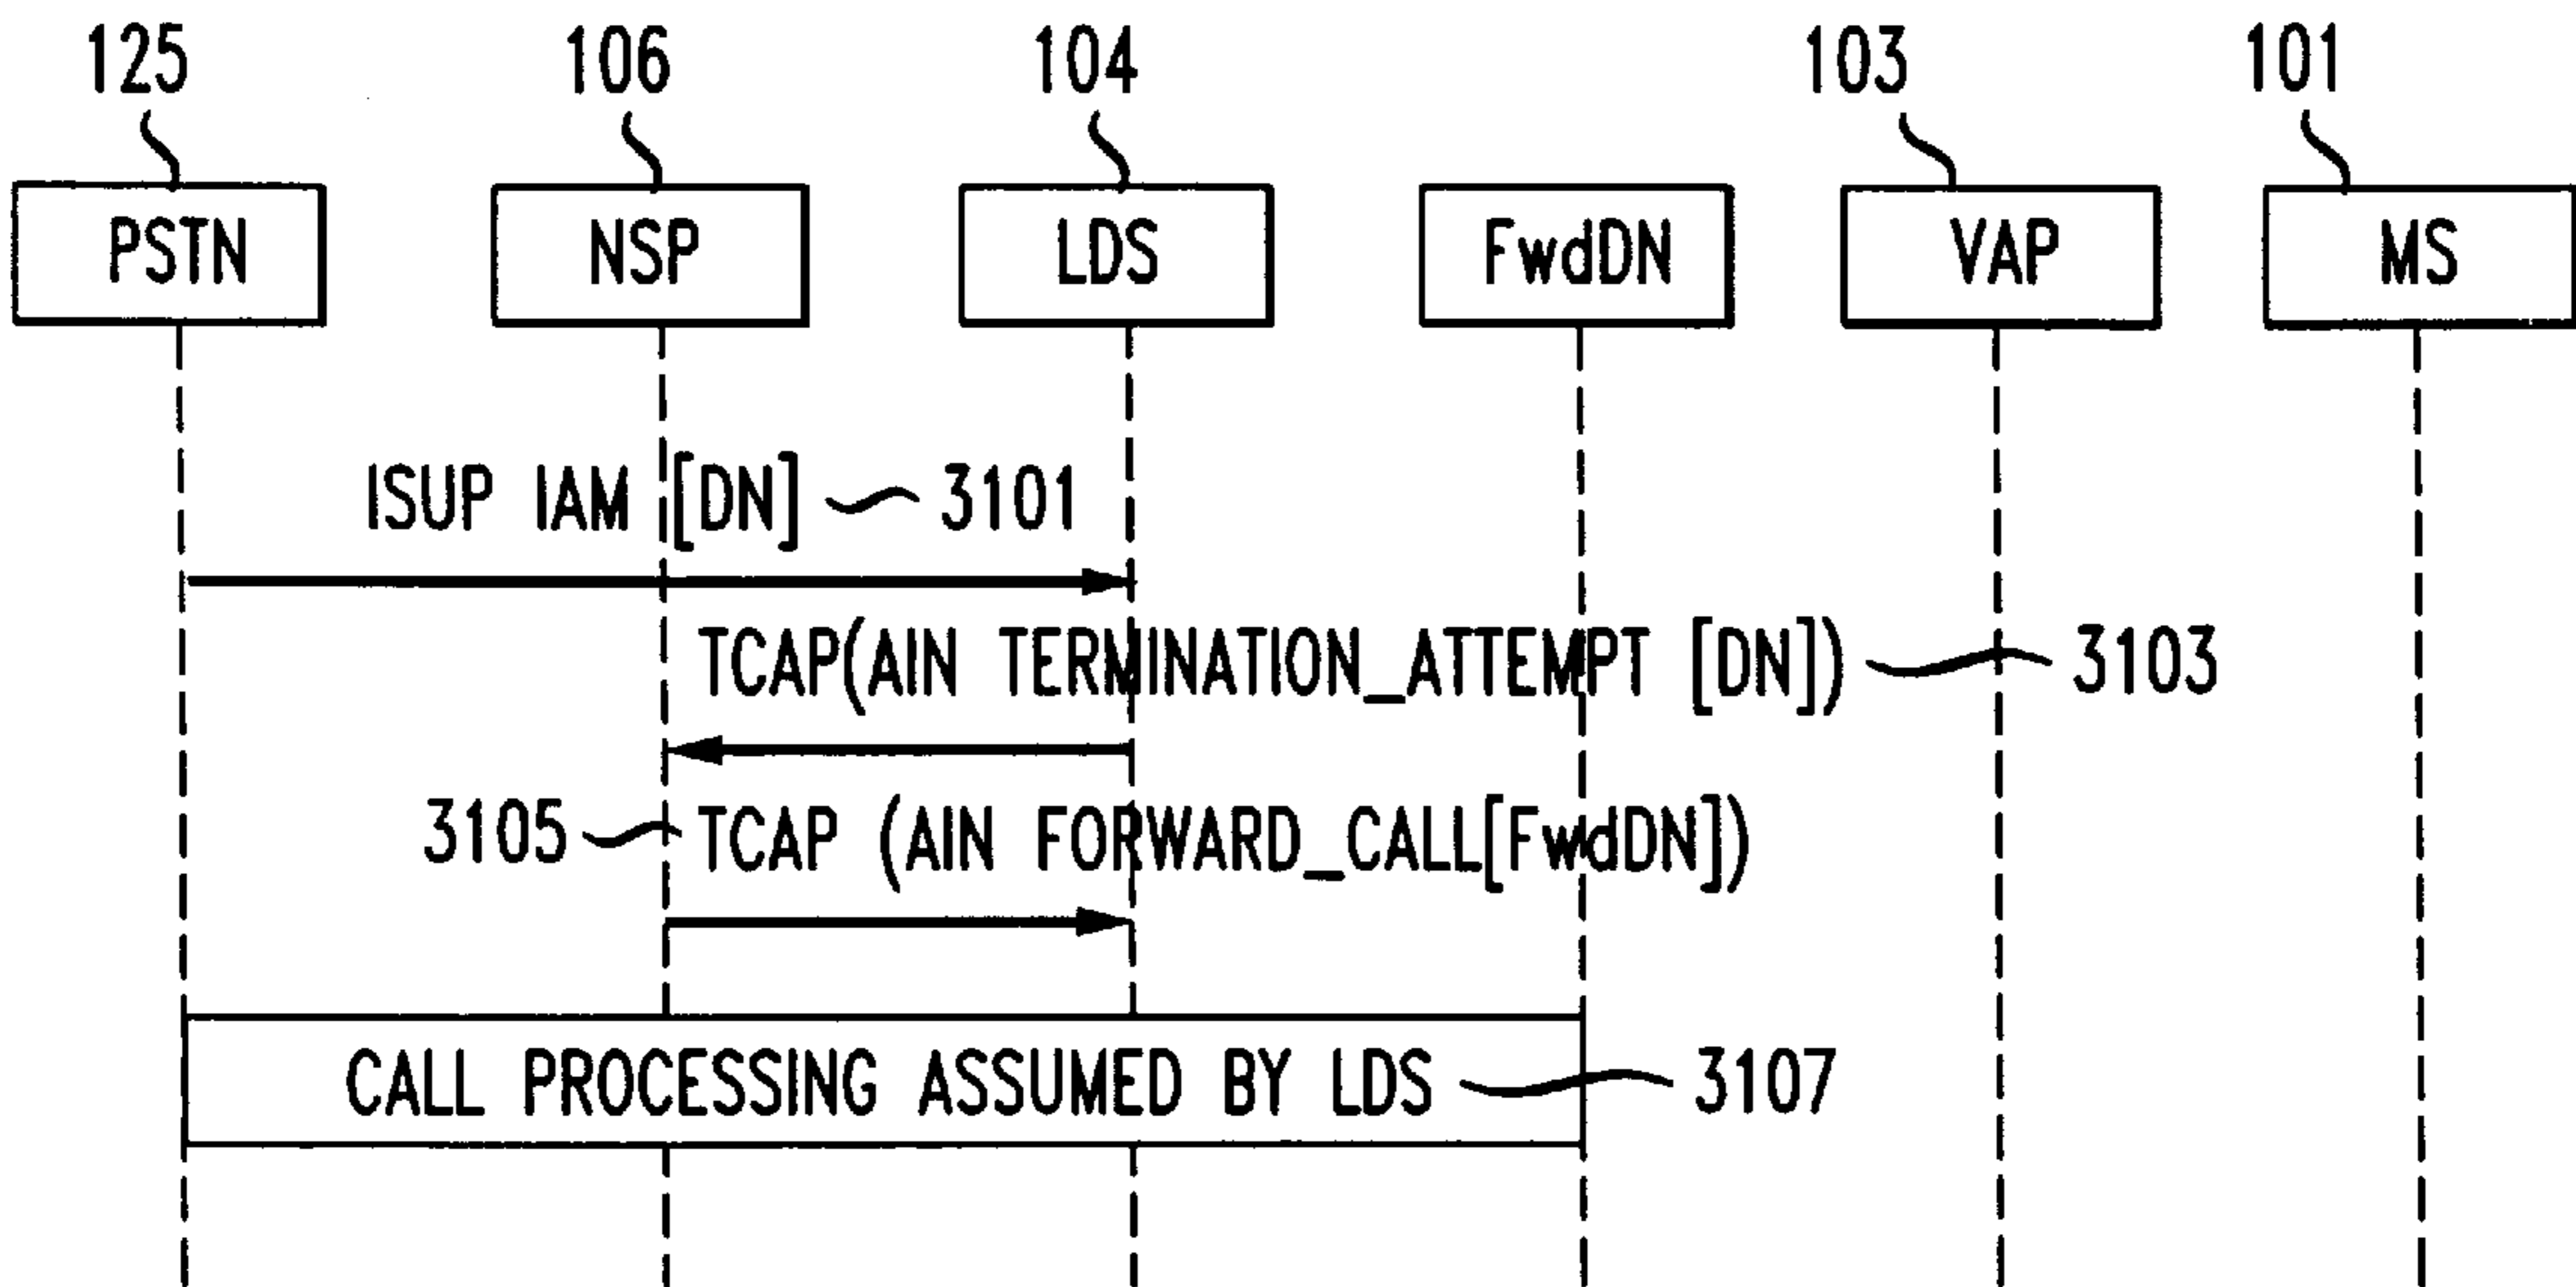 125 106 104 103 101
PSTN NSP LDS FwdDN VAP MS
ISUP IAM [DN] 3101
TCAP(AIN TERMINATION_ATTEMPT [DN]) 3103
3105 TCAP (AIN FORWARD_CALL[FwdDN])
CALL PROCESSING ASSUMED BY LDS 3107